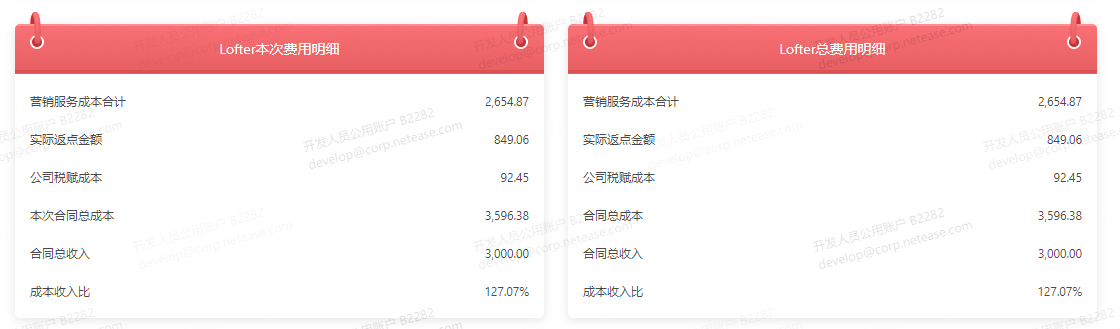 Lofter本次费用明细
营销服务成本合计 2,654.87
实际返点金额 849.06
公司税赋成本 92.45
本次合同总成本 3,596.38
合同总收入 3,000.00
成本收入比 127.07%
Lofter总费用明细
营销服务成本合计 2,654.87
实际返点金额 849.06
公司税赋成本 92.45
合同总成本 3,596.38
合同总收入 3,000.00
成本收入比 127.07%
开发人员公用账户 B2282
develop@corp.netease.com